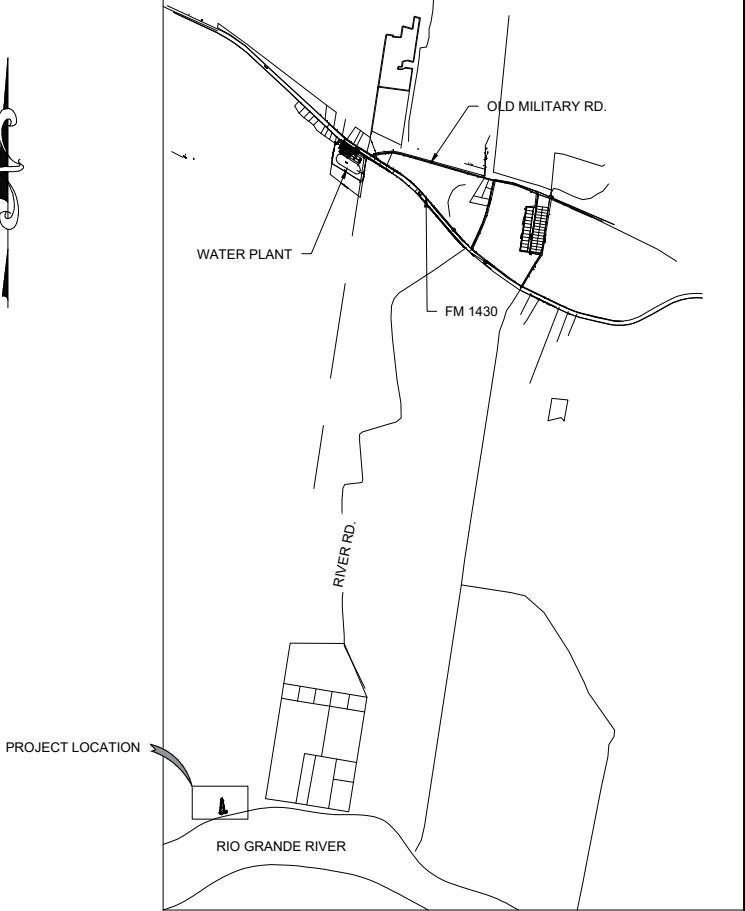 OLD MILITARY RD.
WATER PLANT
FM 1430
RIVER RD.
PROJECT LOCATION
RIO GRANDE RIVER